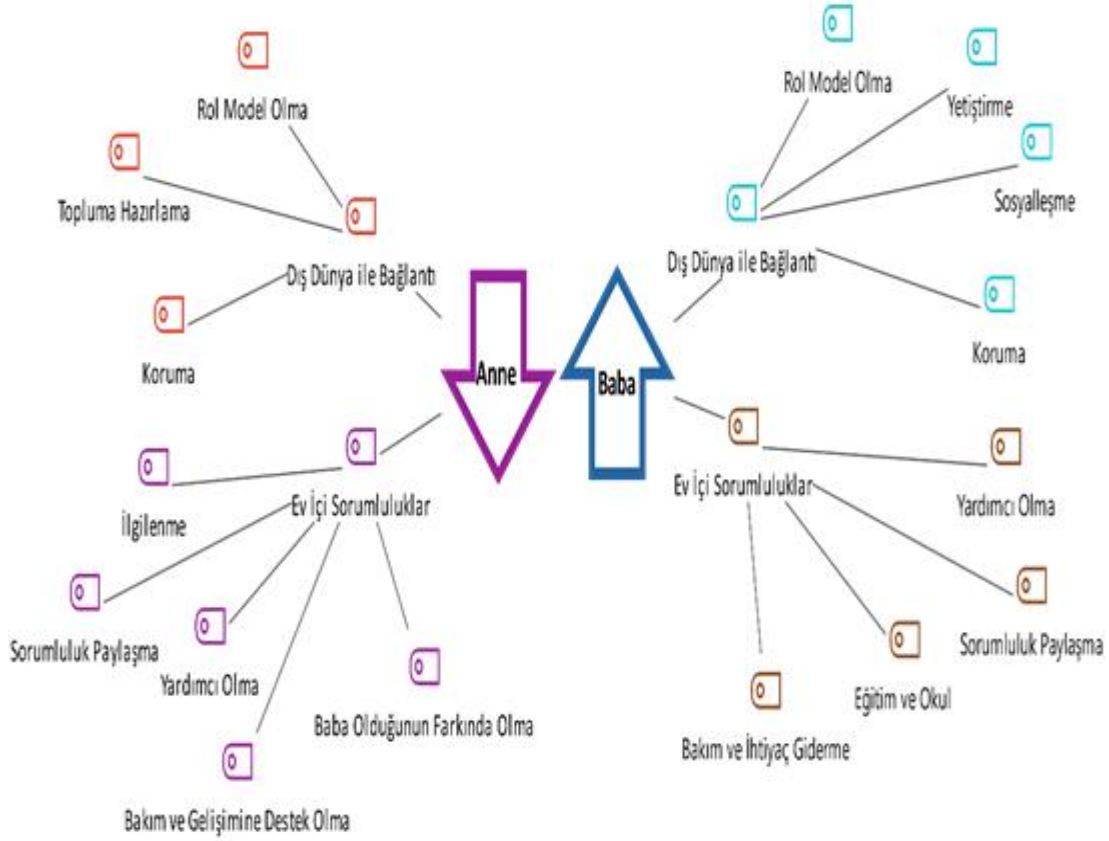 Rol Model Olma
Topluma Hazırlama
Dış Dünya ile Bağlantı
Koruma
Anne
İlgilenme
Ev İçi Sorumluluklar
Sorumluluk Paylaşma
Yardımcı Olma
Baba Olduğunun Farkında Olma
Bakım ve Gelişimine Destek Olma
Rol Model Olma
Yetiştirme
Sosyalleşme
Dış Dünya ile Bağlantı
Koruma
Baba
Ev İçi Sorumluluklar
Yardımcı Olma
Sorumluluk Paylaşma
Eğitim ve Okul
Bakım ve İhtiyaç Giderme